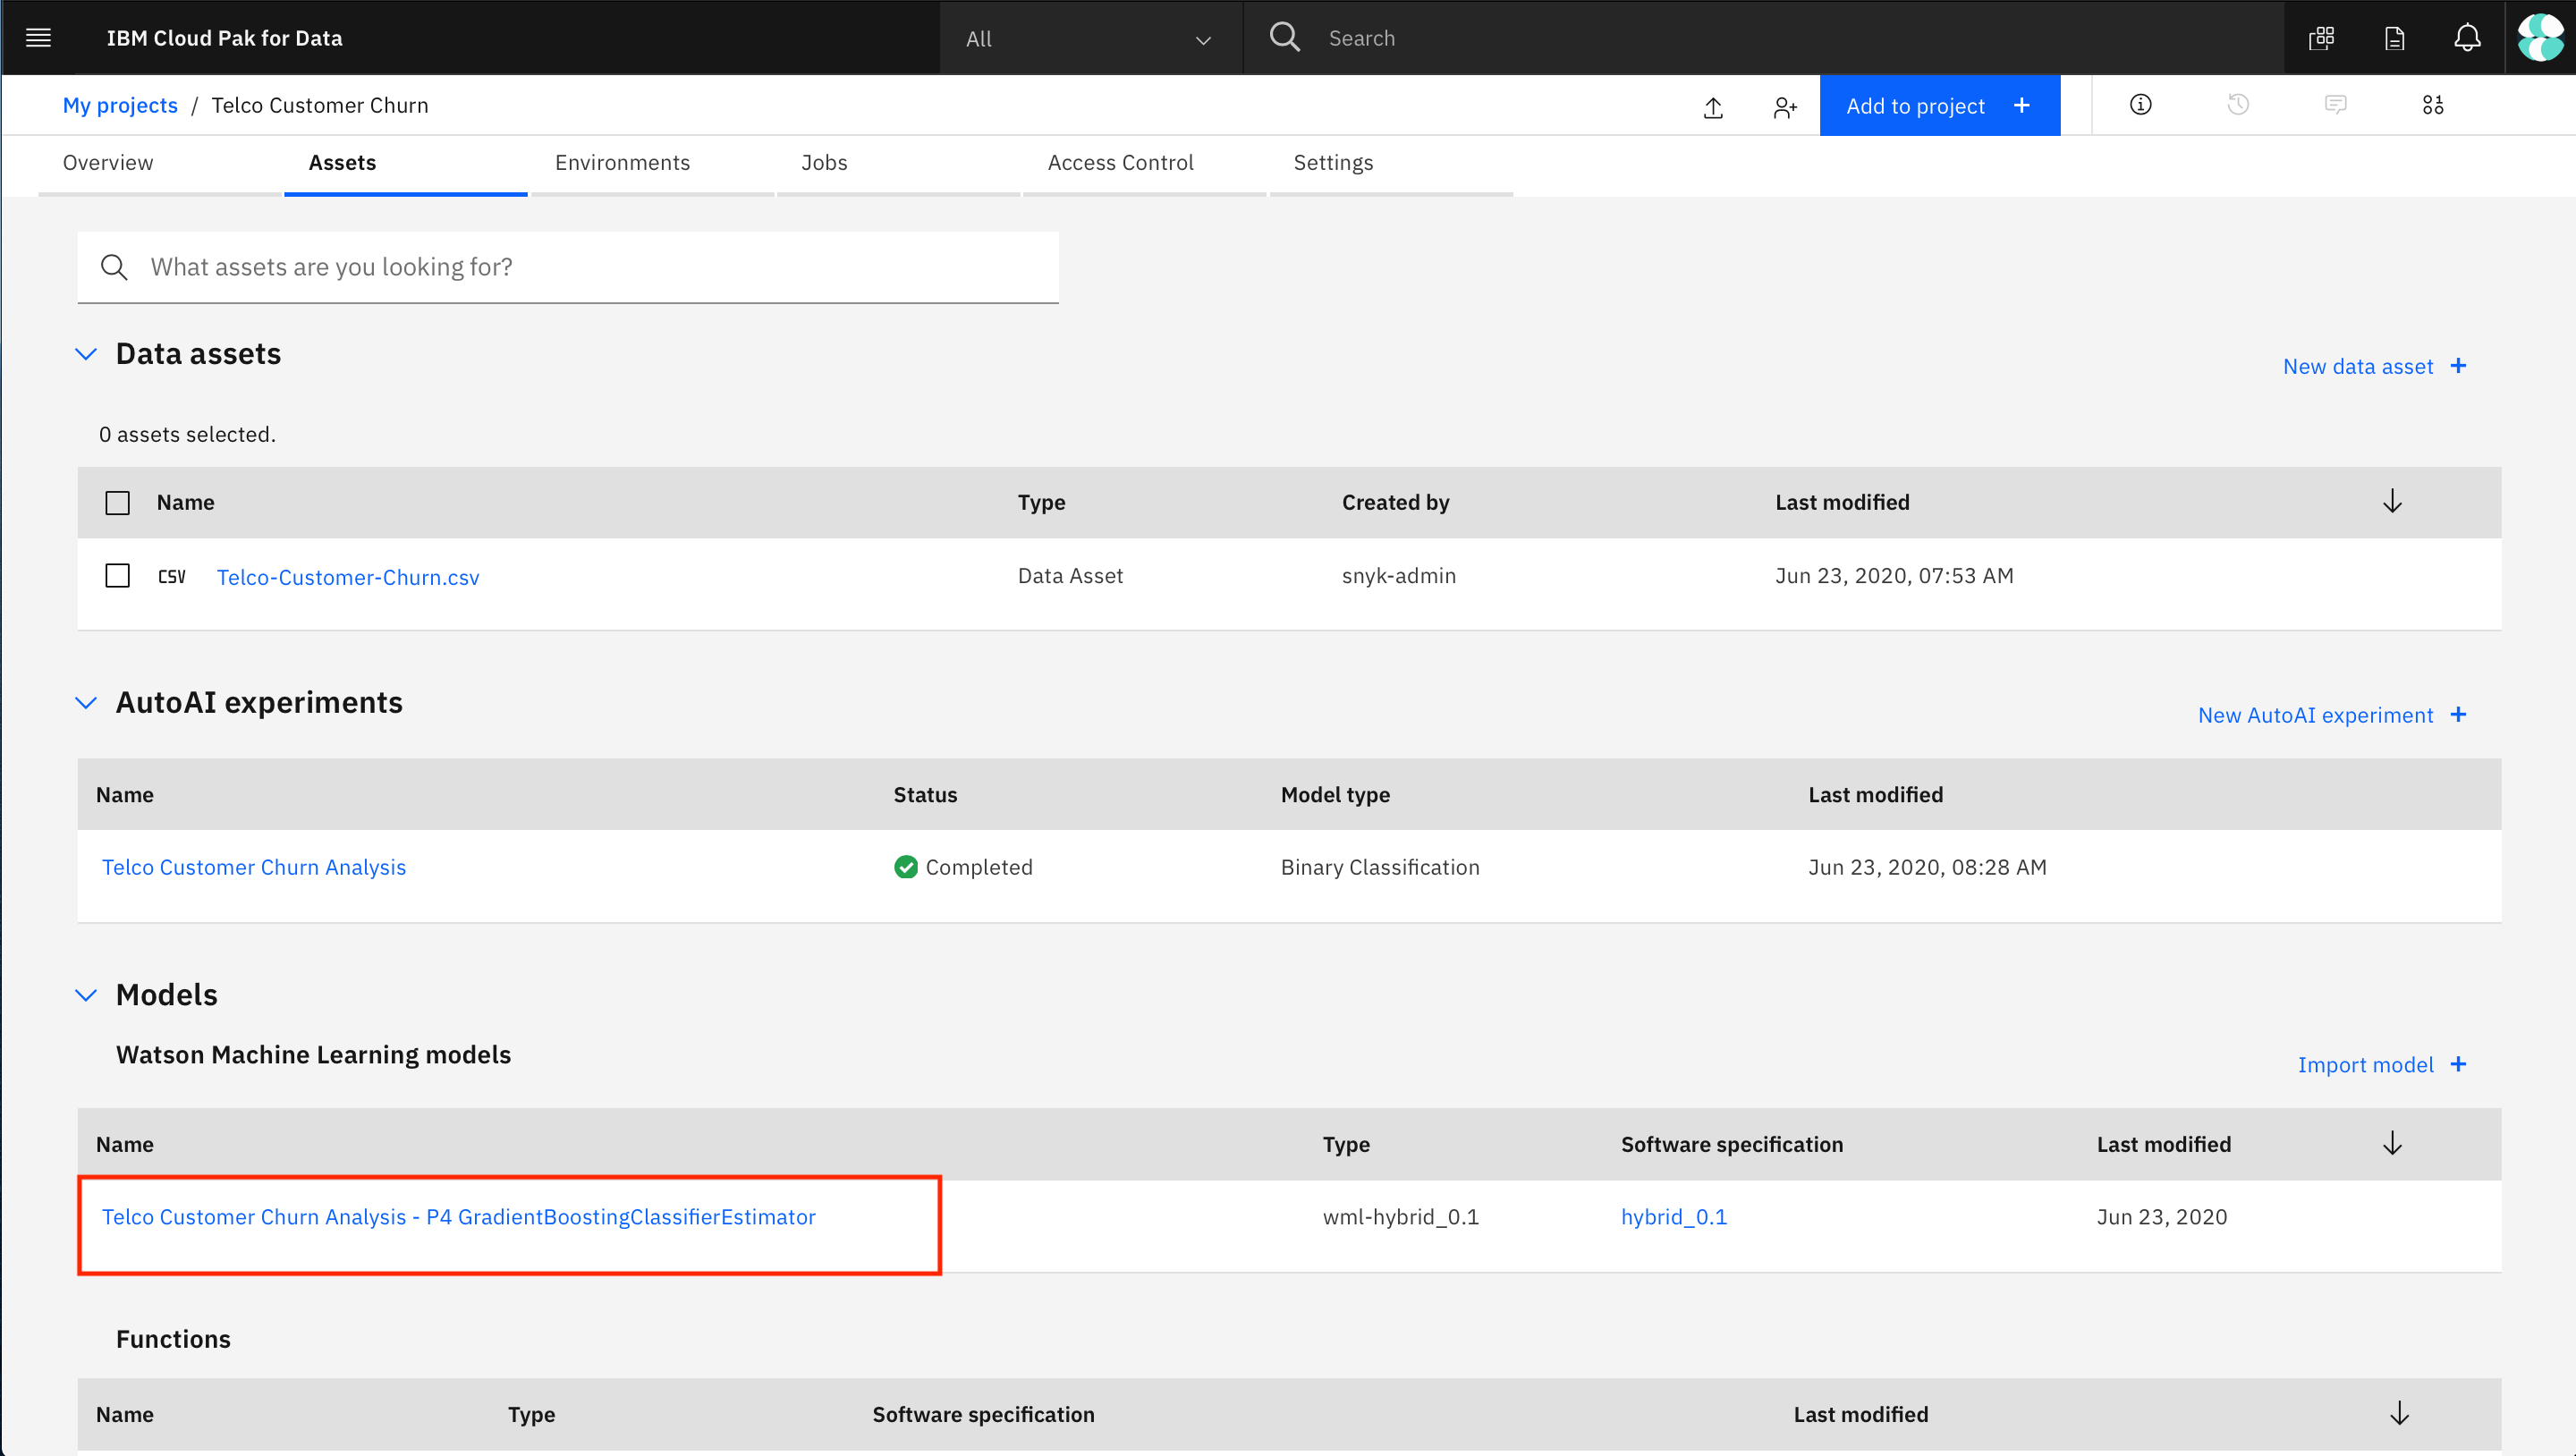 IBM Cloud Pak for Data
All
Search
My projects / Telco Customer Churn
Add to project +
Overview
Assets
Environments
Jobs
Access Control
Settings
What assets are you looking for?
Data assets
New data asset +
0 assets selected.
Name Type Created by Last modified
CSV Telco-Customer-Churn.csv Data Asset snyk-admin Jun 23, 2020, 07:53 AM
AutoAI experiments
New AutoAI experiment +
Name Status Model type Last modified
Telco Customer Churn Analysis Completed Binary Classification Jun 23, 2020, 08:28 AM
Models
Watson Machine Learning models
Import model +
Name Type Software specification Last modified
Telco Customer Churn Analysis - P4 GradientBoostingClassifierEstimator wml-hybrid_0.1 hybrid_0.1 Jun 23, 2020
Functions
Name Type Software specification Last modified